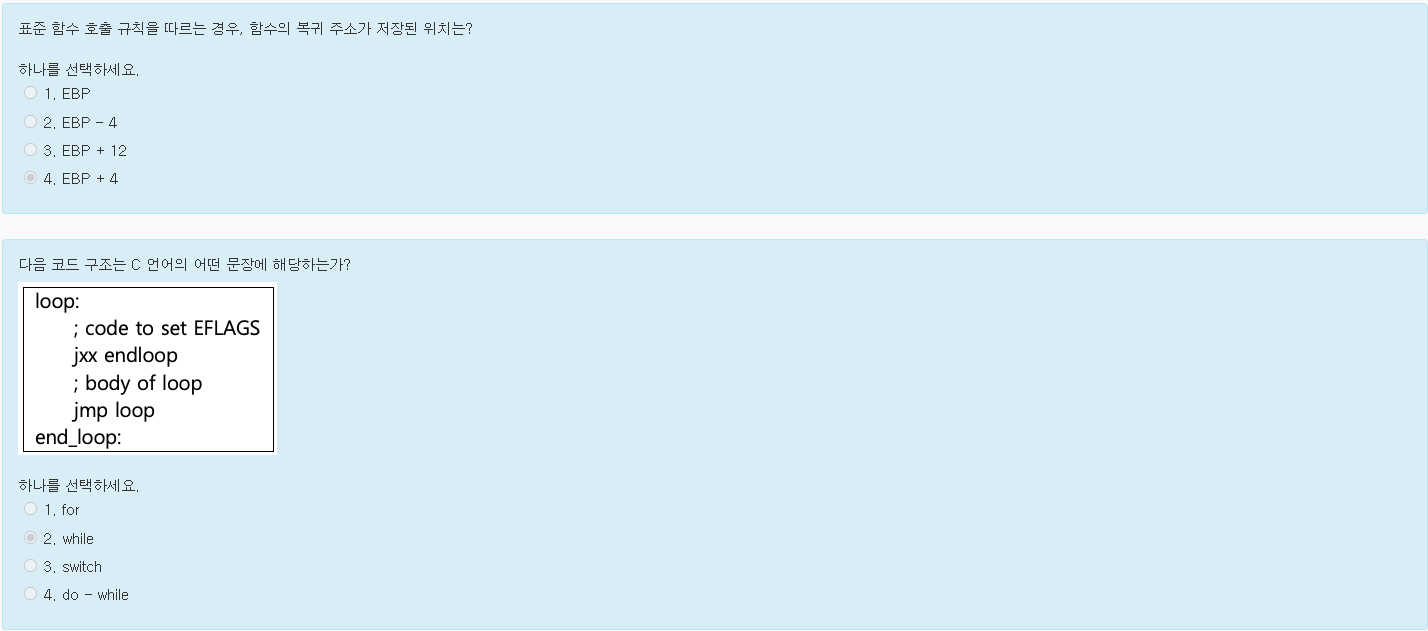 표준 함수 호출 규칙을 따르는 경우, 함수의 복귀 주소가 저장된 위치는?
하나를 선택하세요.
1. EBP
2. EBP - 4
3. EBP + 12
4. EBP + 4
다음 코드 구조는 C 언어의 어떤 문장에 해당하는가?
loop:
; code to set EFLAGS
jxx endloop
; body of loop
jmp loop
end_loop:
하나를 선택하세요.
1. for
2. while
3. switch
4. do - while